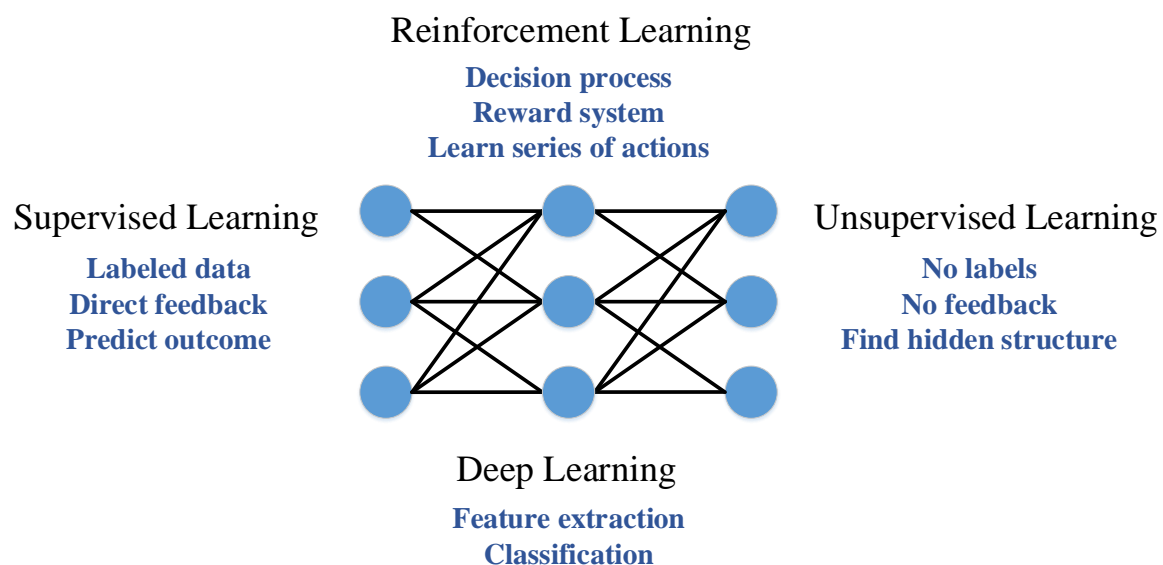 Reinforcement Learning
Decision process
Reward system
Learn series of actions
Supervised Learning
Labeled data
Direct feedback
Predict outcome
Unsupervised Learning
No labels
No feedback
Find hidden structure
Deep Learning
Feature extraction
Classification